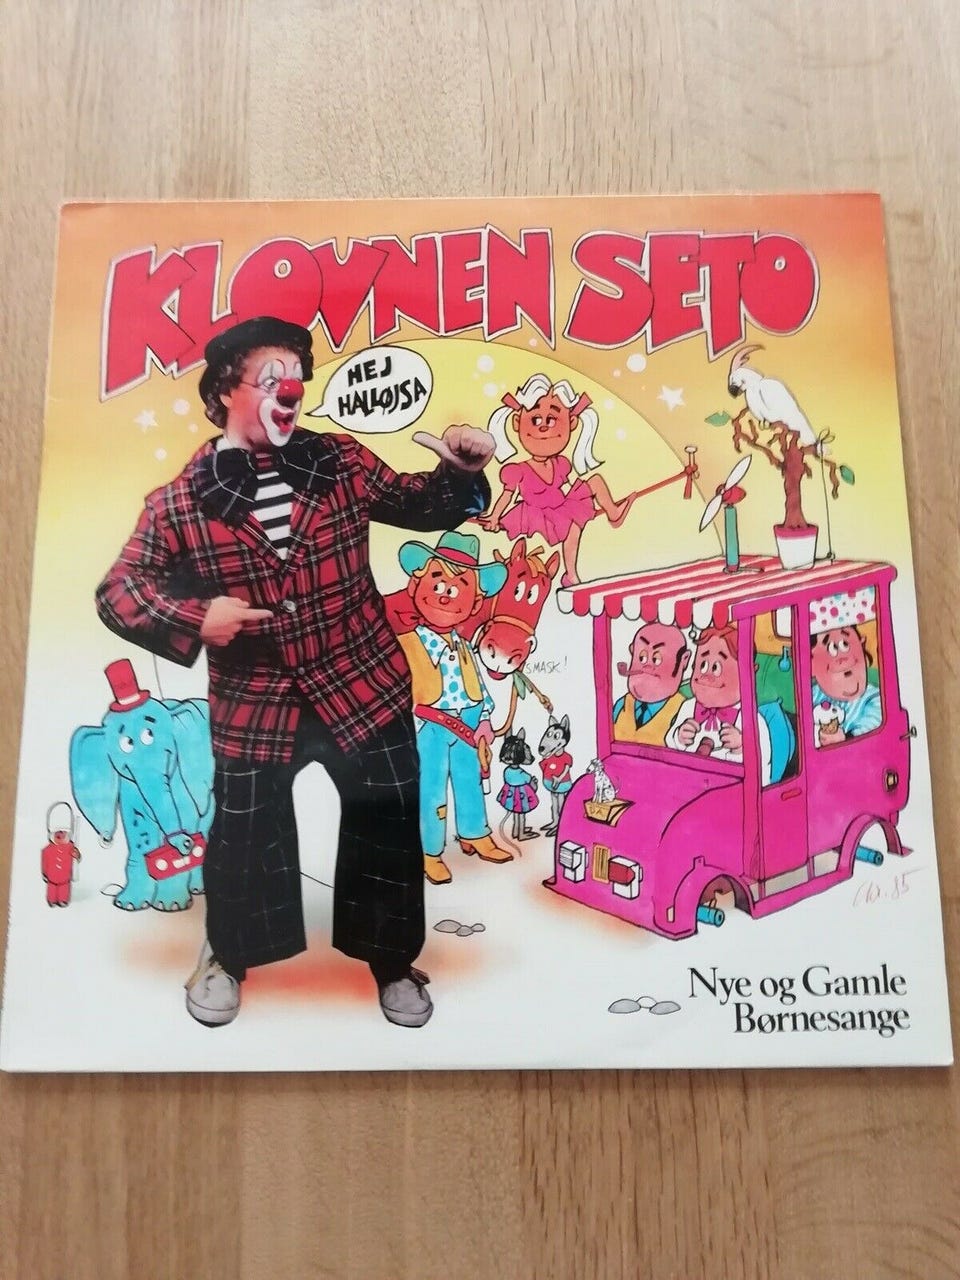 KLOVNEN SETO
HEJ
HALLØJSA
SMASK!
Nye og Gamle
Børnesange